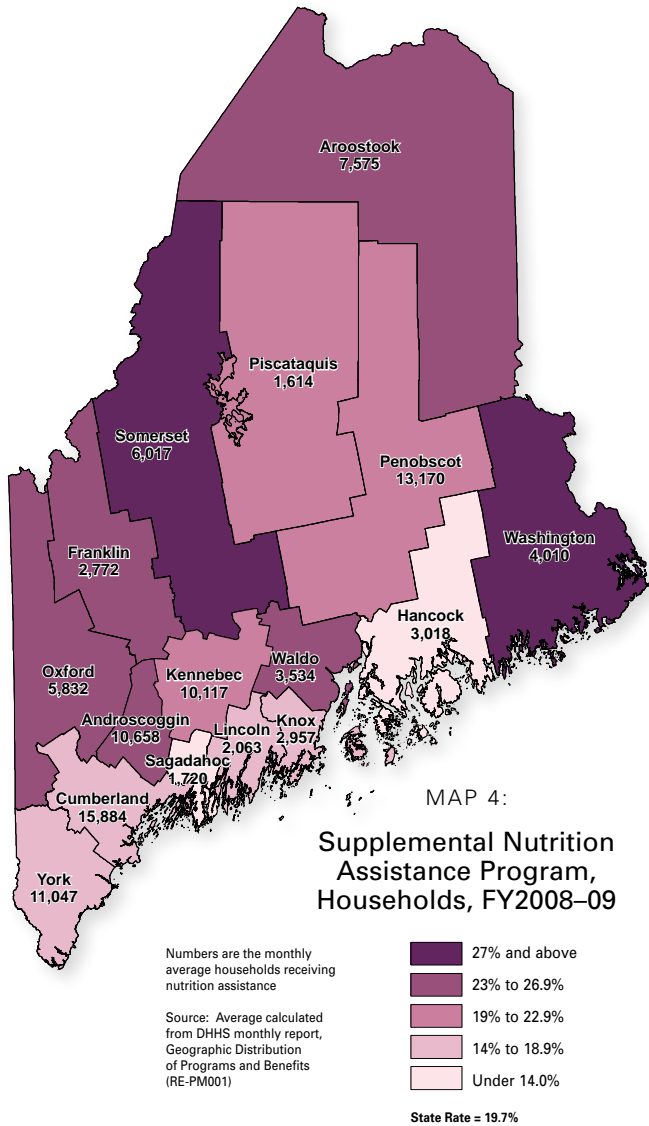 Aroostook
7,575
Piscataquis
1,614
Somerset
6,017
Penobscot
13,170
Washington
4,010
Franklin
2,772
Hancock
3,018
Oxford
5,832
Kennebec
10,117
Waldo
3,534
Androscoggin
10,658
Lincoln
2,063
Knox
2,957
Sagadahoc
1,720
Cumberland
15,884
York
11,047
MAP 4:
Supplemental Nutrition
Assistance Program,
Households, FY2008–09
Numbers are the monthly
average households receiving
nutrition assistance
Source: Average calculated
from DHHS monthly report,
Geographic Distribution
of Programs and Benefits
(RE-PM001)
27% and above
23% to 26.9%
19% to 22.9%
14% to 18.9%
Under 14.0%
State Rate = 19.7%